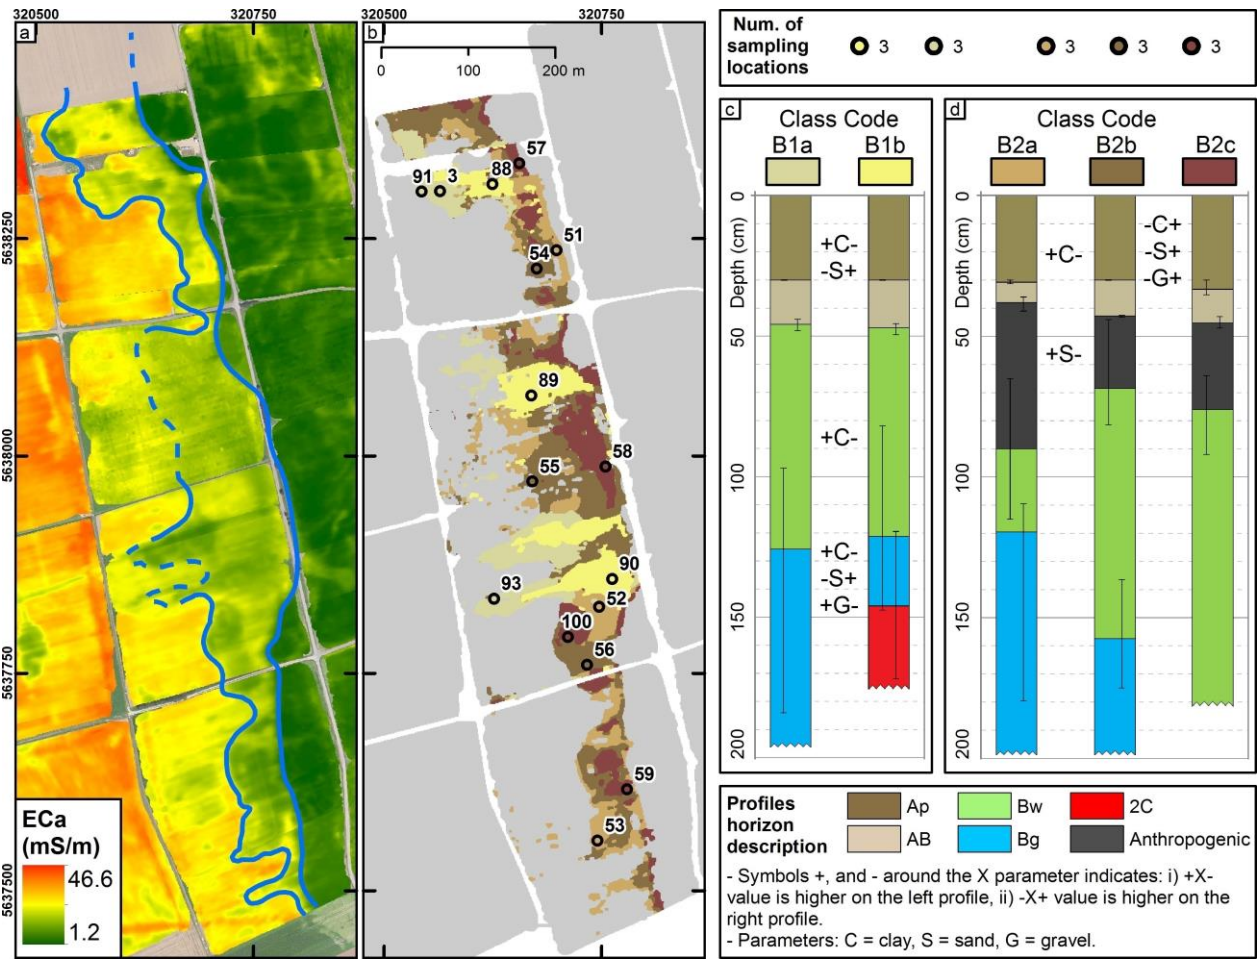 320500
320750
320500
320750
a
b
0
100
200 m
5638250
5638000
5637750
5637500
57
88
91
3
51
54
89
58
55
90
93
52
100
56
59
53
ECa
(mS/m)
46.6
1.2
Num. of
sampling
locations
3
3
3
3
3
c
Class Code
B1a
B1b
0
Depth (cm)
50
100
150
200
+C-
-S+
+C-
+C-
-S+
+G-
d
Class Code
B2a
B2b
B2c
0
Depth (cm)
50
100
150
200
+C-
+S-
-C+
-S+
-G+
Profiles
horizon
description
Ap
Bw
2C
AB
Bg
Anthropogenic
- Symbols +, and - around the X parameter indicates: i) +X-
value is higher on the left profile, ii) -X+ value is higher on the
right profile.
- Parameters: C = clay, S = sand, G = gravel.